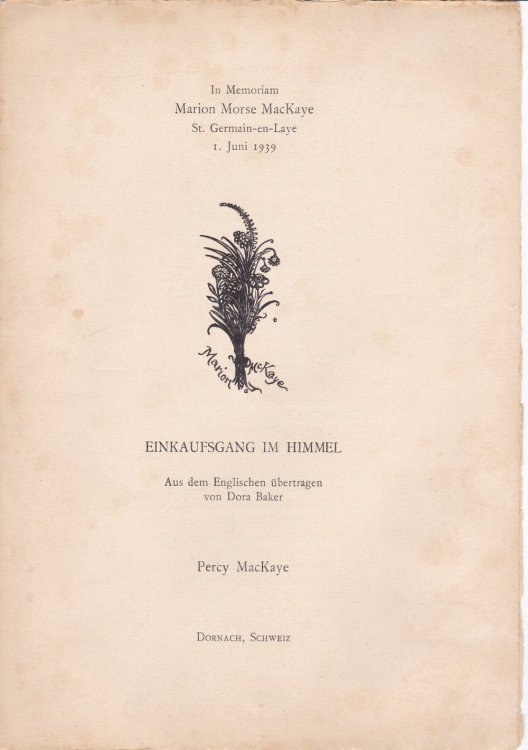 In Memoriam
Marion Morse MacKaye
St. Germain-en-Laye
1. Juni 1939
Marion McKaye
EINKAUFSGANG IM HIMMEL
Aus dem Englischen übertragen
von Dora Baker
Percy MacKaye
Dornach, Schweiz